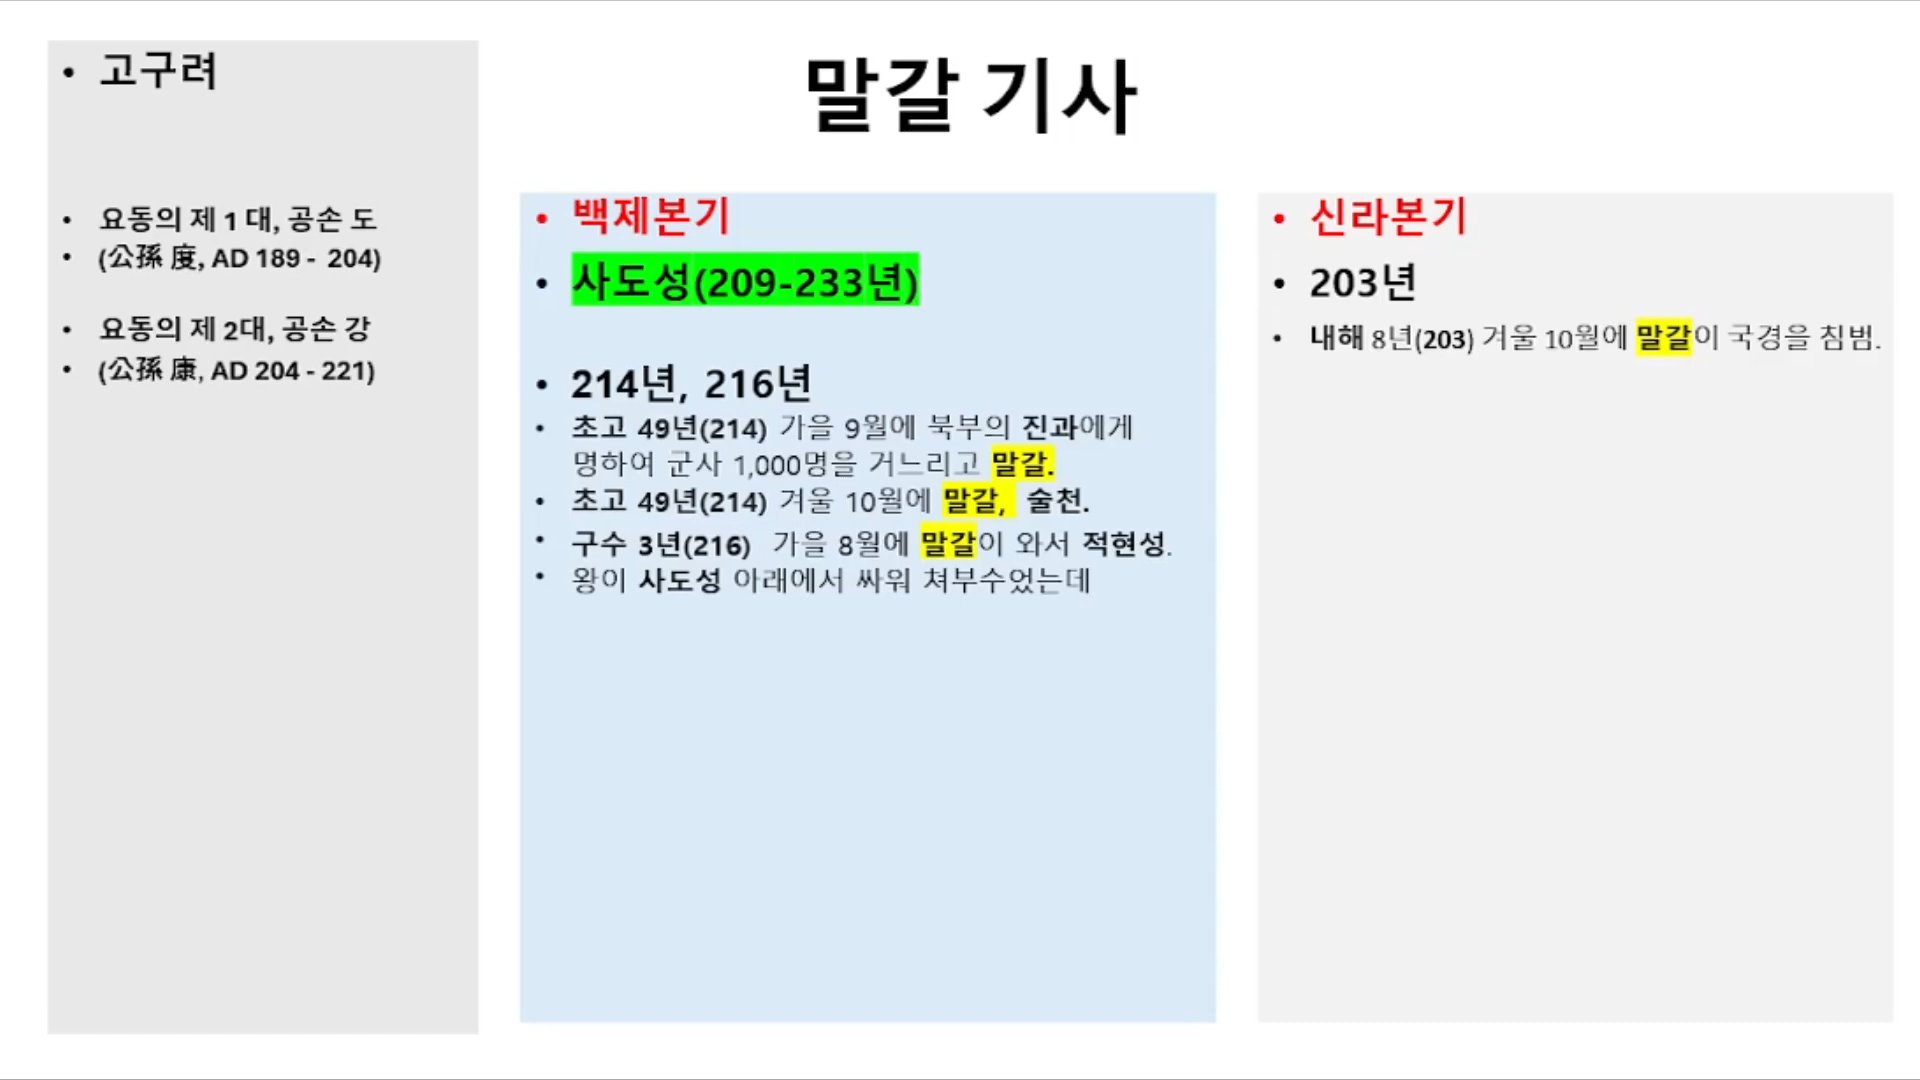 • 고구려
• 요동의 제 1 대, 공손 도
• (公孫 度, AD 189 - 204)
• 요동의 제 2대, 공손 강
• (公孫 康, AD 204 - 221)
말갈 기사
• 백제본기
• 사도성(209-233년)
• 214년, 216년
• 초고 49년(214) 가을 9월에 북부의 진과에게
명하여 군사 1,000명을 거느리고 말갈.
• 초고 49년(214) 겨울 10월에 말갈, 술천.
• 구수 3년(216) 가을 8월에 말갈이 와서 적현성.
• 왕이 사도성 아래에서 싸워 쳐부수었는데
• 신라본기
• 203년
• 내해 8년(203) 겨울 10월에 말갈이 국경을 침범.